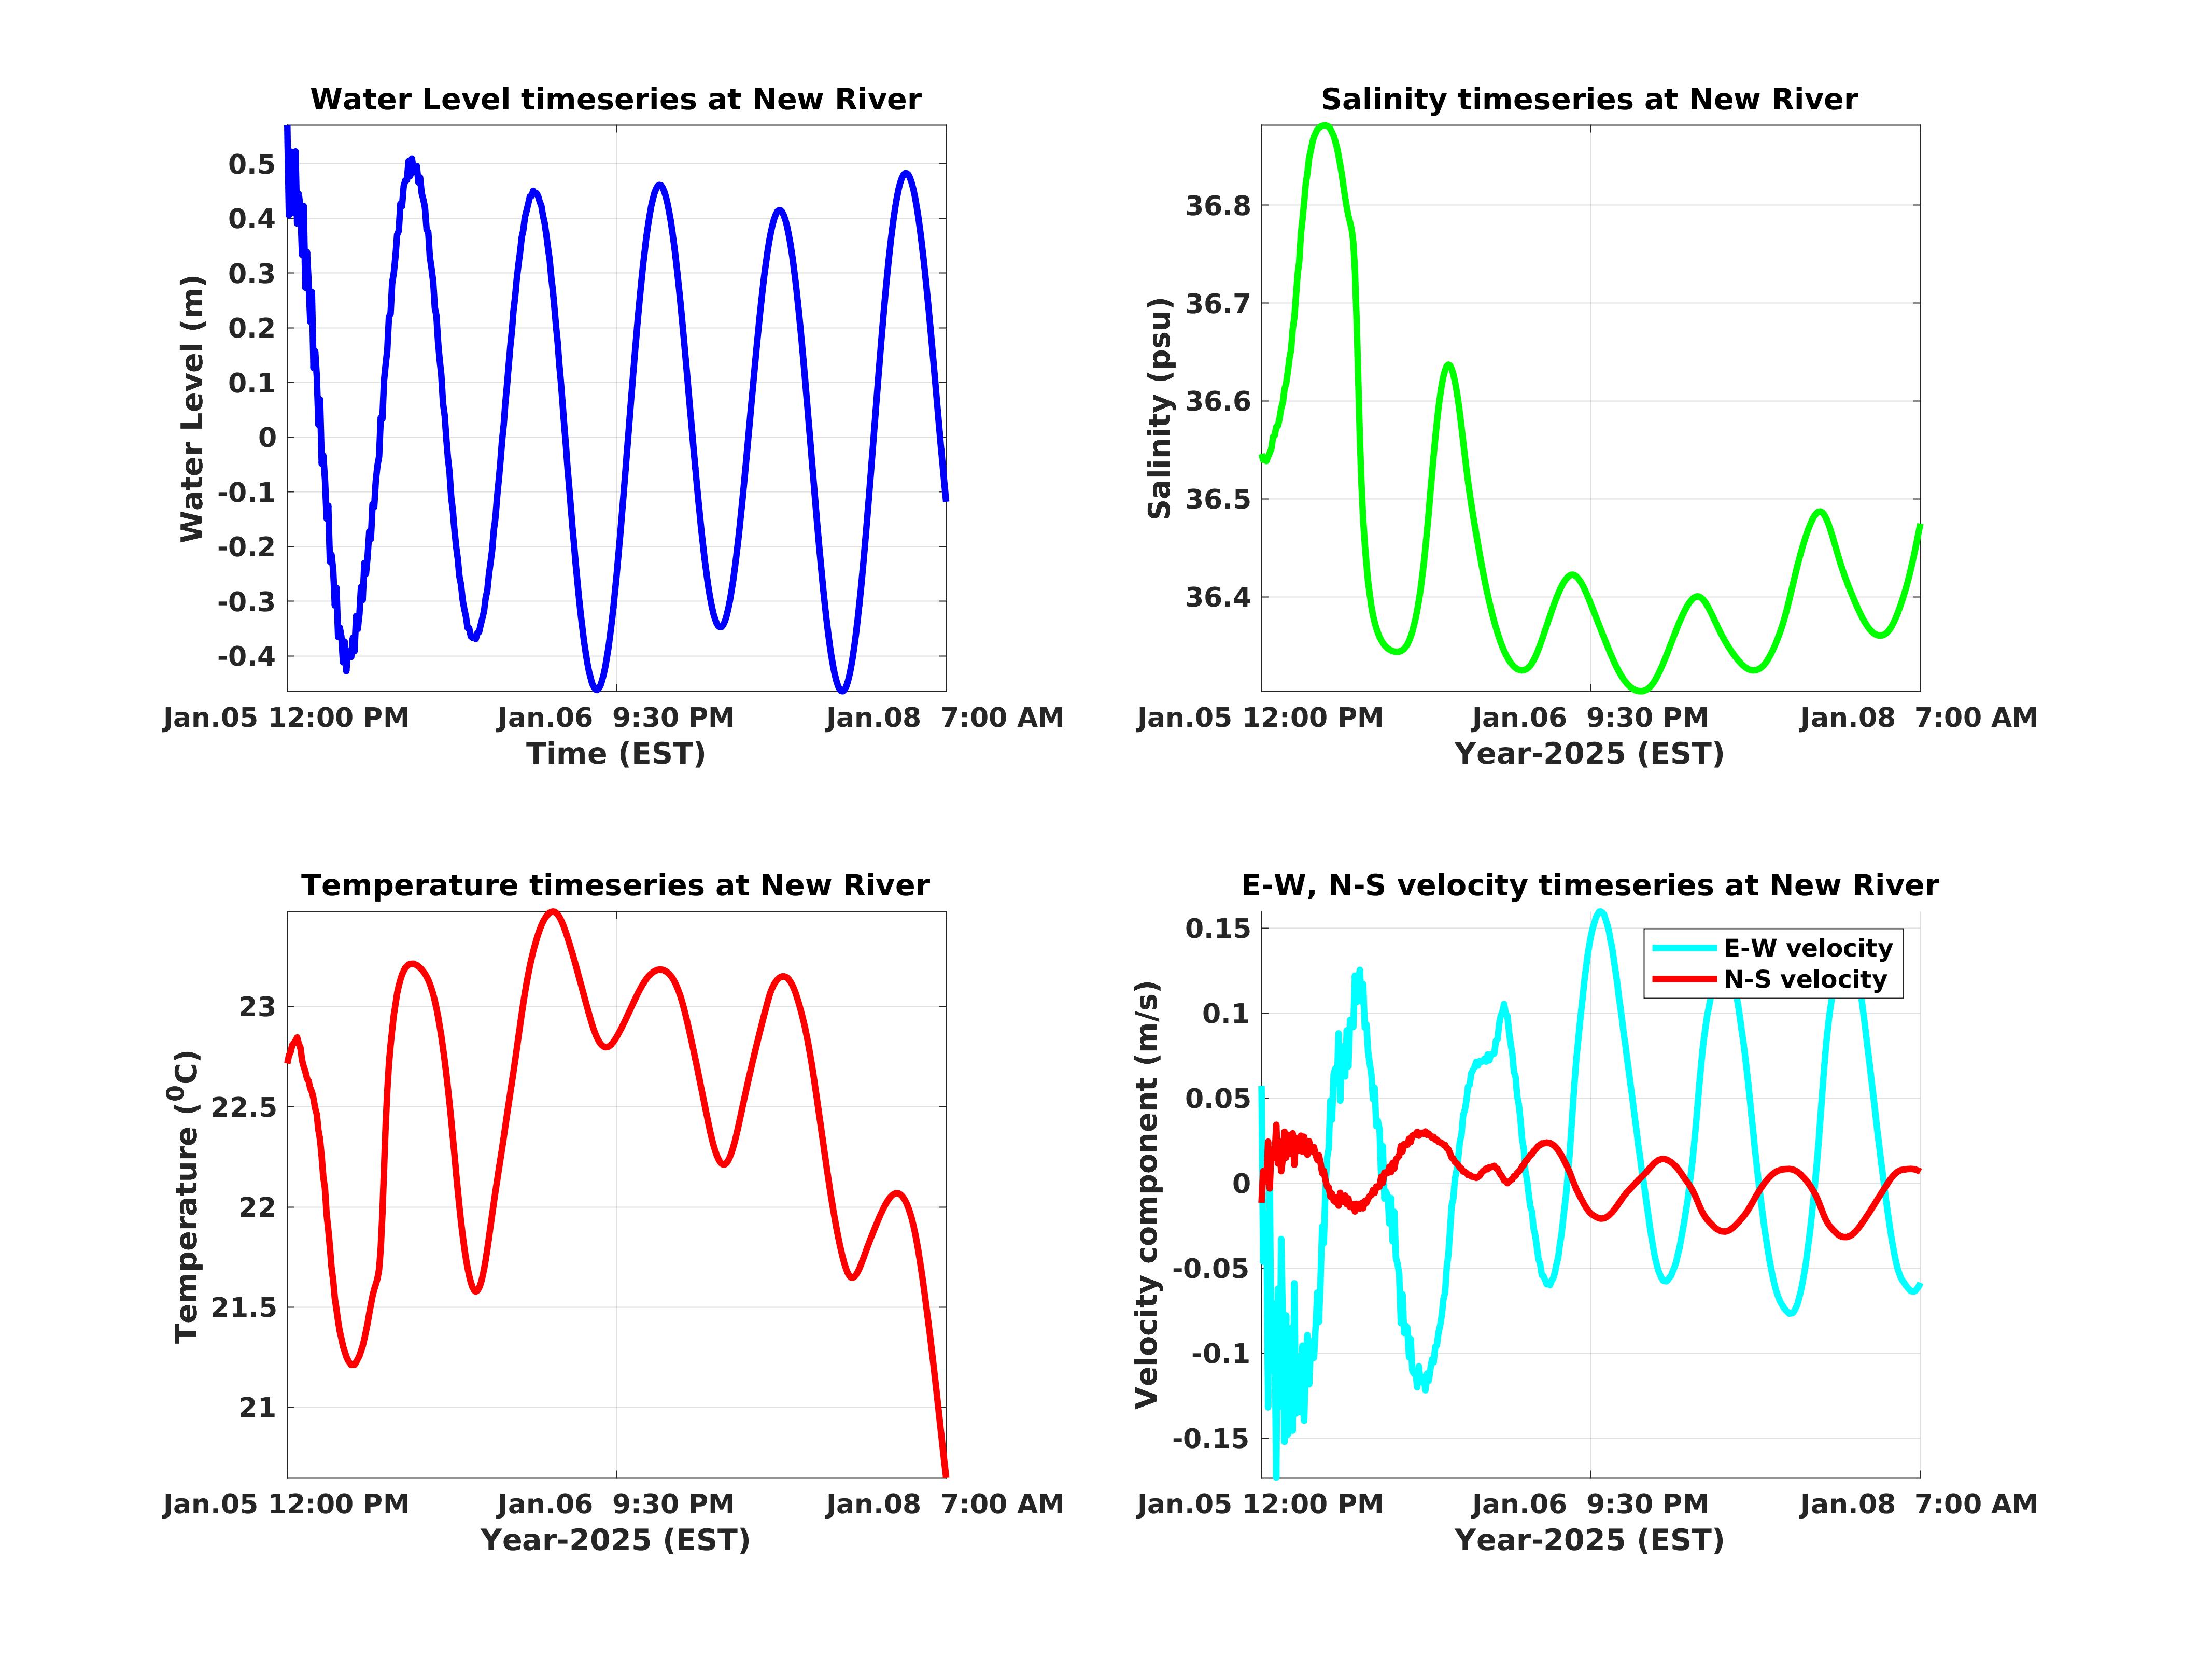 Water Level timeseries at New River
Water Level (m)
0.5
0.4
0.3
0.2
0.1
0
-0.1
-0.2
-0.3
-0.4
Jan.05 12:00 PM
Jan.06 9:30 PM
Jan.08 7:00 AM
Time (EST)
Salinity timeseries at New River
Salinity (psu)
36.8
36.7
36.6
36.5
36.4
Jan.05 12:00 PM
Jan.06 9:30 PM
Jan.08 7:00 AM
Year-2025 (EST)
Temperature timeseries at New River
Temperature (⁰C)
23
22.5
22
21.5
21
Jan.05 12:00 PM
Jan.06 9:30 PM
Jan.08 7:00 AM
Year-2025 (EST)
E-W, N-S velocity timeseries at New River
Velocity component (m/s)
0.15
0.1
0.05
0
-0.05
-0.1
-0.15
E-W velocity
N-S velocity
Jan.05 12:00 PM
Jan.06 9:30 PM
Jan.08 7:00 AM
Year-2025 (EST)